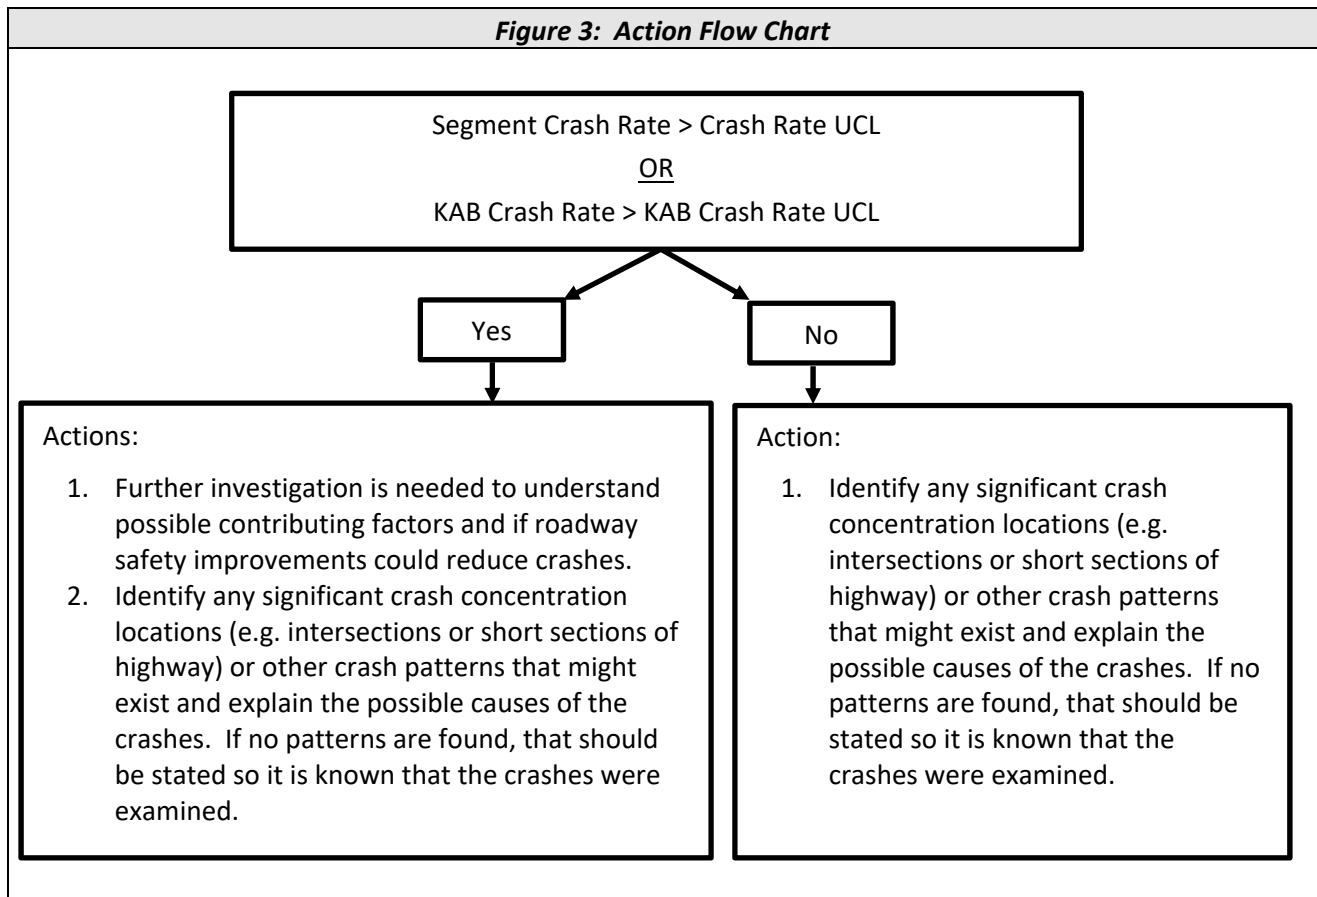 Figure 3:  Action Flow Chart
Segment Crash Rate > Crash Rate UCL
OR
KAB Crash Rate > KAB Crash Rate UCL
Yes
No
Actions:
1. Further investigation is needed to understand
possible contributing factors and if roadway
safety improvements could reduce crashes.
2. Identify any significant crash concentration
locations (e.g. intersections or short sections of
highway) or other crash patterns that might
exist and explain the possible causes of the
crashes.  If no patterns are found, that should
be stated so it is known that the crashes were
examined.
Action:
1. Identify any significant crash
concentration locations (e.g.
intersections or short sections of
highway) or other crash patterns
that might exist and explain the
possible causes of the crashes.  If no
patterns are found, that should be
stated so it is known that the
crashes were examined.